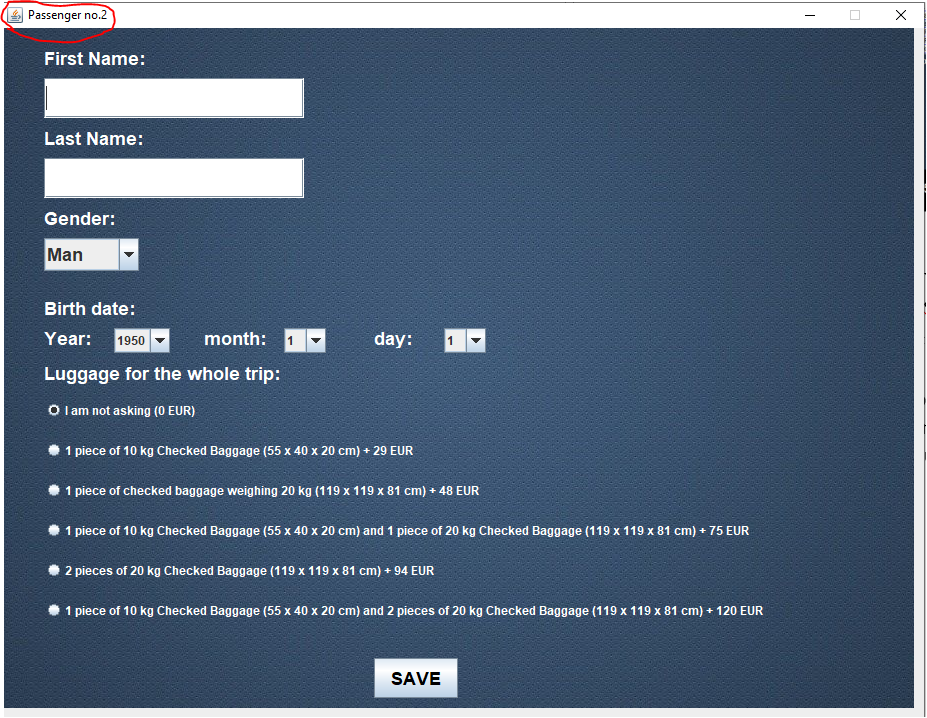 Passenger no.2
First Name:
Last Name:
Gender:
Man
Birth date:
Year: 1950 month: 1 day: 1
Luggage for the whole trip:
I am not asking (0 EUR)
1 piece of 10 kg Checked Baggage (55 x 40 x 20 cm) + 29 EUR
1 piece of checked baggage weighing 20 kg (119 x 119 x 81 cm) + 48 EUR
1 piece of 10 kg Checked Baggage (55 x 40 x 20 cm) and 1 piece of 20 kg Checked Baggage (119 x 119 x 81 cm) + 75 EUR
2 pieces of 20 kg Checked Baggage (119 x 119 x 81 cm) + 94 EUR
1 piece of 10 kg Checked Baggage (55 x 40 x 20 cm) and 2 pieces of 20 kg Checked Baggage (119 x 119 x 81 cm) + 120 EUR
SAVE